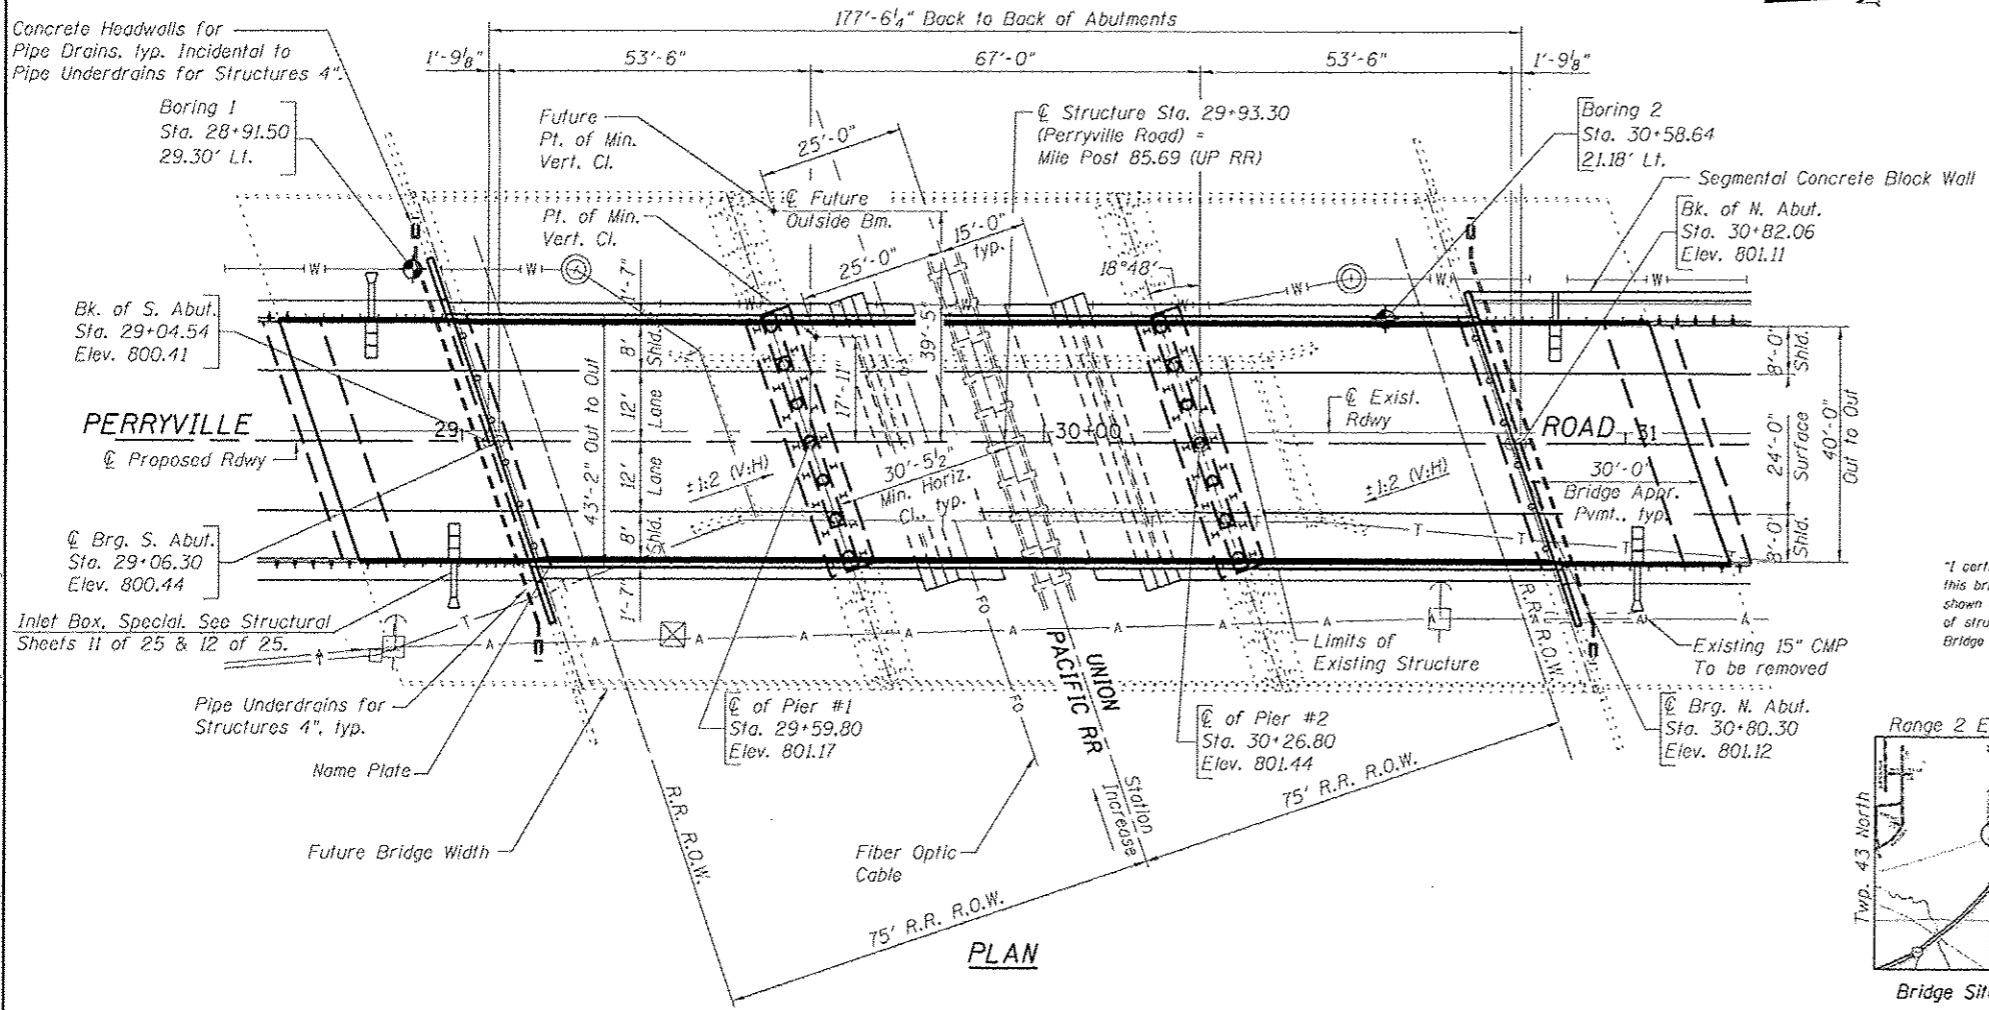 177'-6¼" Back to Back of Abutments
1'-9⅛"
53'-6"
67'-0"
53'-6"
1'-9⅛"
Concrete Headwalls for
Pipe Drains, typ. Incidental to
Pipe Underdrains for Structures 4".
Boring 1
Sta. 28+91.50
29.30' Lt.
Future
Pt. of Min.
Vert. Cl.
25'-0"
℄ Structure Sta. 29+93.30
(Perryville Road) =
Mile Post 85.69 (UP RR)
Boring 2
Sta. 30+58.64
21.18' Lt.
Segmental Concrete Block Wall
Bk. of N. Abut.
Sta. 30+82.06
Elev. 801.11
Pt. of Min.
Vert. Cl.
℄ Future
Outside Bm.
15'-0"
typ.
25'-0"
18°48'
W
W
W
W
W
W
W
W
W
1'-7"
Bk. of S. Abut.
Sta. 29+04.54
Elev. 800.41
8'
Shld.
12'
Lane
12'
Lane
8'
Shld.
1'-7"
43'-2" Out to Out
39'-5"
17'-11"
PERRYVILLE
℄ Proposed Rdwy
29
30+00
℄ Exist.
Rdwy
ROAD
31
8'-0"
Shld.
24'-0"
Surface
8'-0"
Shld.
40'-0"
Out to Out
±1:2 (V:H)
30'-5½"
Min. Horiz.
Cl., typ.
±1:2 (V:H)
30'-0"
Bridge Appr.
Pvmt., typ.
℄ Brg. S. Abut.
Sta. 29+06.30
Elev. 800.44
T
T
T
T
T
Inlet Box, Special. See Structural
Sheets 11 of 25 & 12 of 25.
A
A
A
A
A
A
A
A
A
A
A
A
FO
FO
UNION
PACIFIC RR
Limits of
Existing Structure
R.R. R.O.W.
Existing 15" CMP
To be removed
"I certi
this bri
shown
of stru
Bridge
Pipe Underdrains for
Structures 4", typ.
℄ of Pier #1
Sta. 29+59.80
Elev. 801.17
℄ of Pier #2
Sta. 30+26.80
Elev. 801.44
℄ Brg. N. Abut.
Sta. 30+80.30
Elev. 801.12
Name Plate
Future Bridge Width
R.R. R.O.W.
Fiber Optic
Cable
Station
Increase
75' R.R. R.O.W.
75' R.R. R.O.W.
PLAN
Range 2 E
Twp. 43 North
Bridge Sit